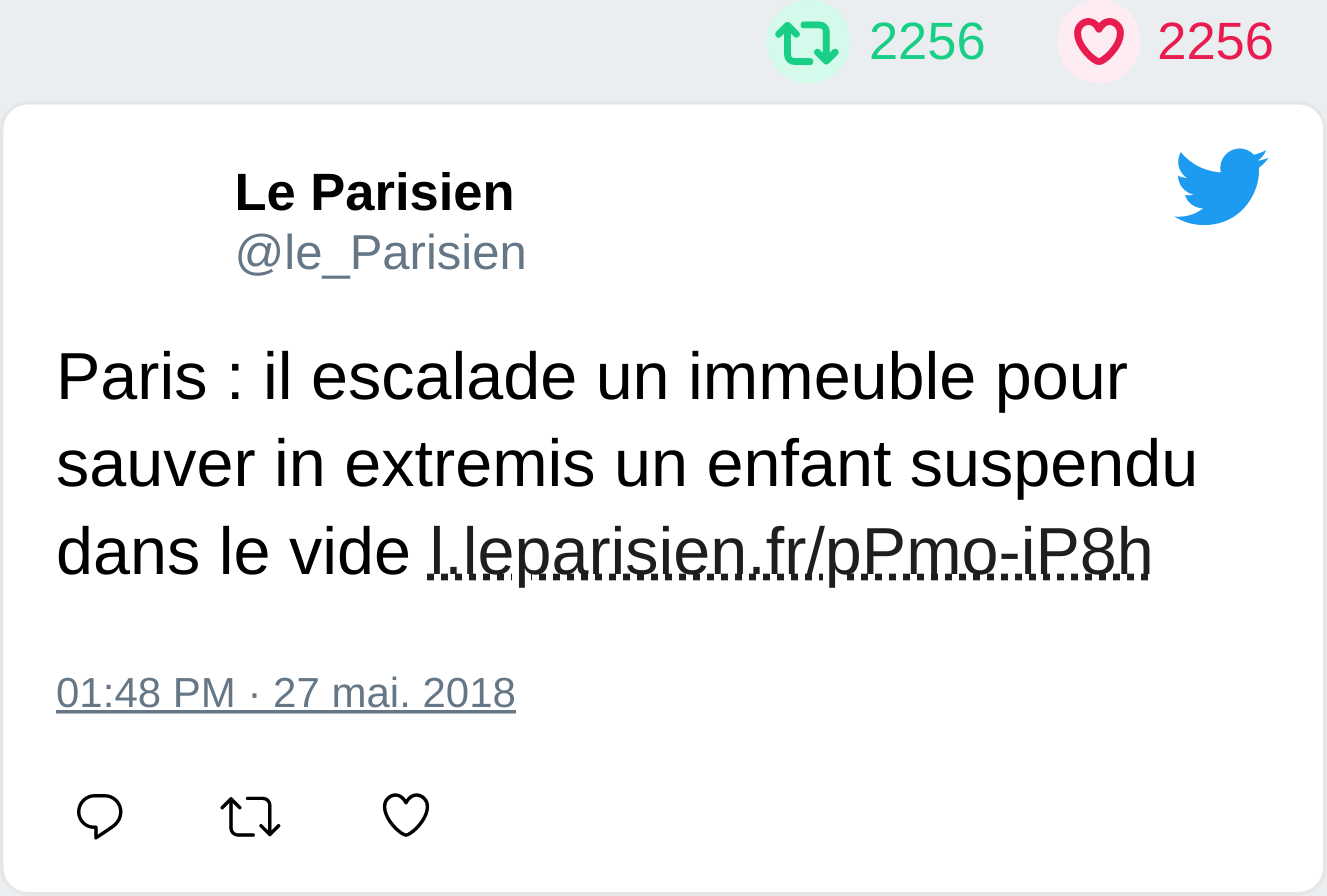 2256 2256
Le Parisien
@le_Parisien
Paris : il escalade un immeuble pour
sauver in extremis un enfant suspendu
dans le vide l.leparisien.fr/pPmo-iP8h
01:48 PM · 27 mai. 2018